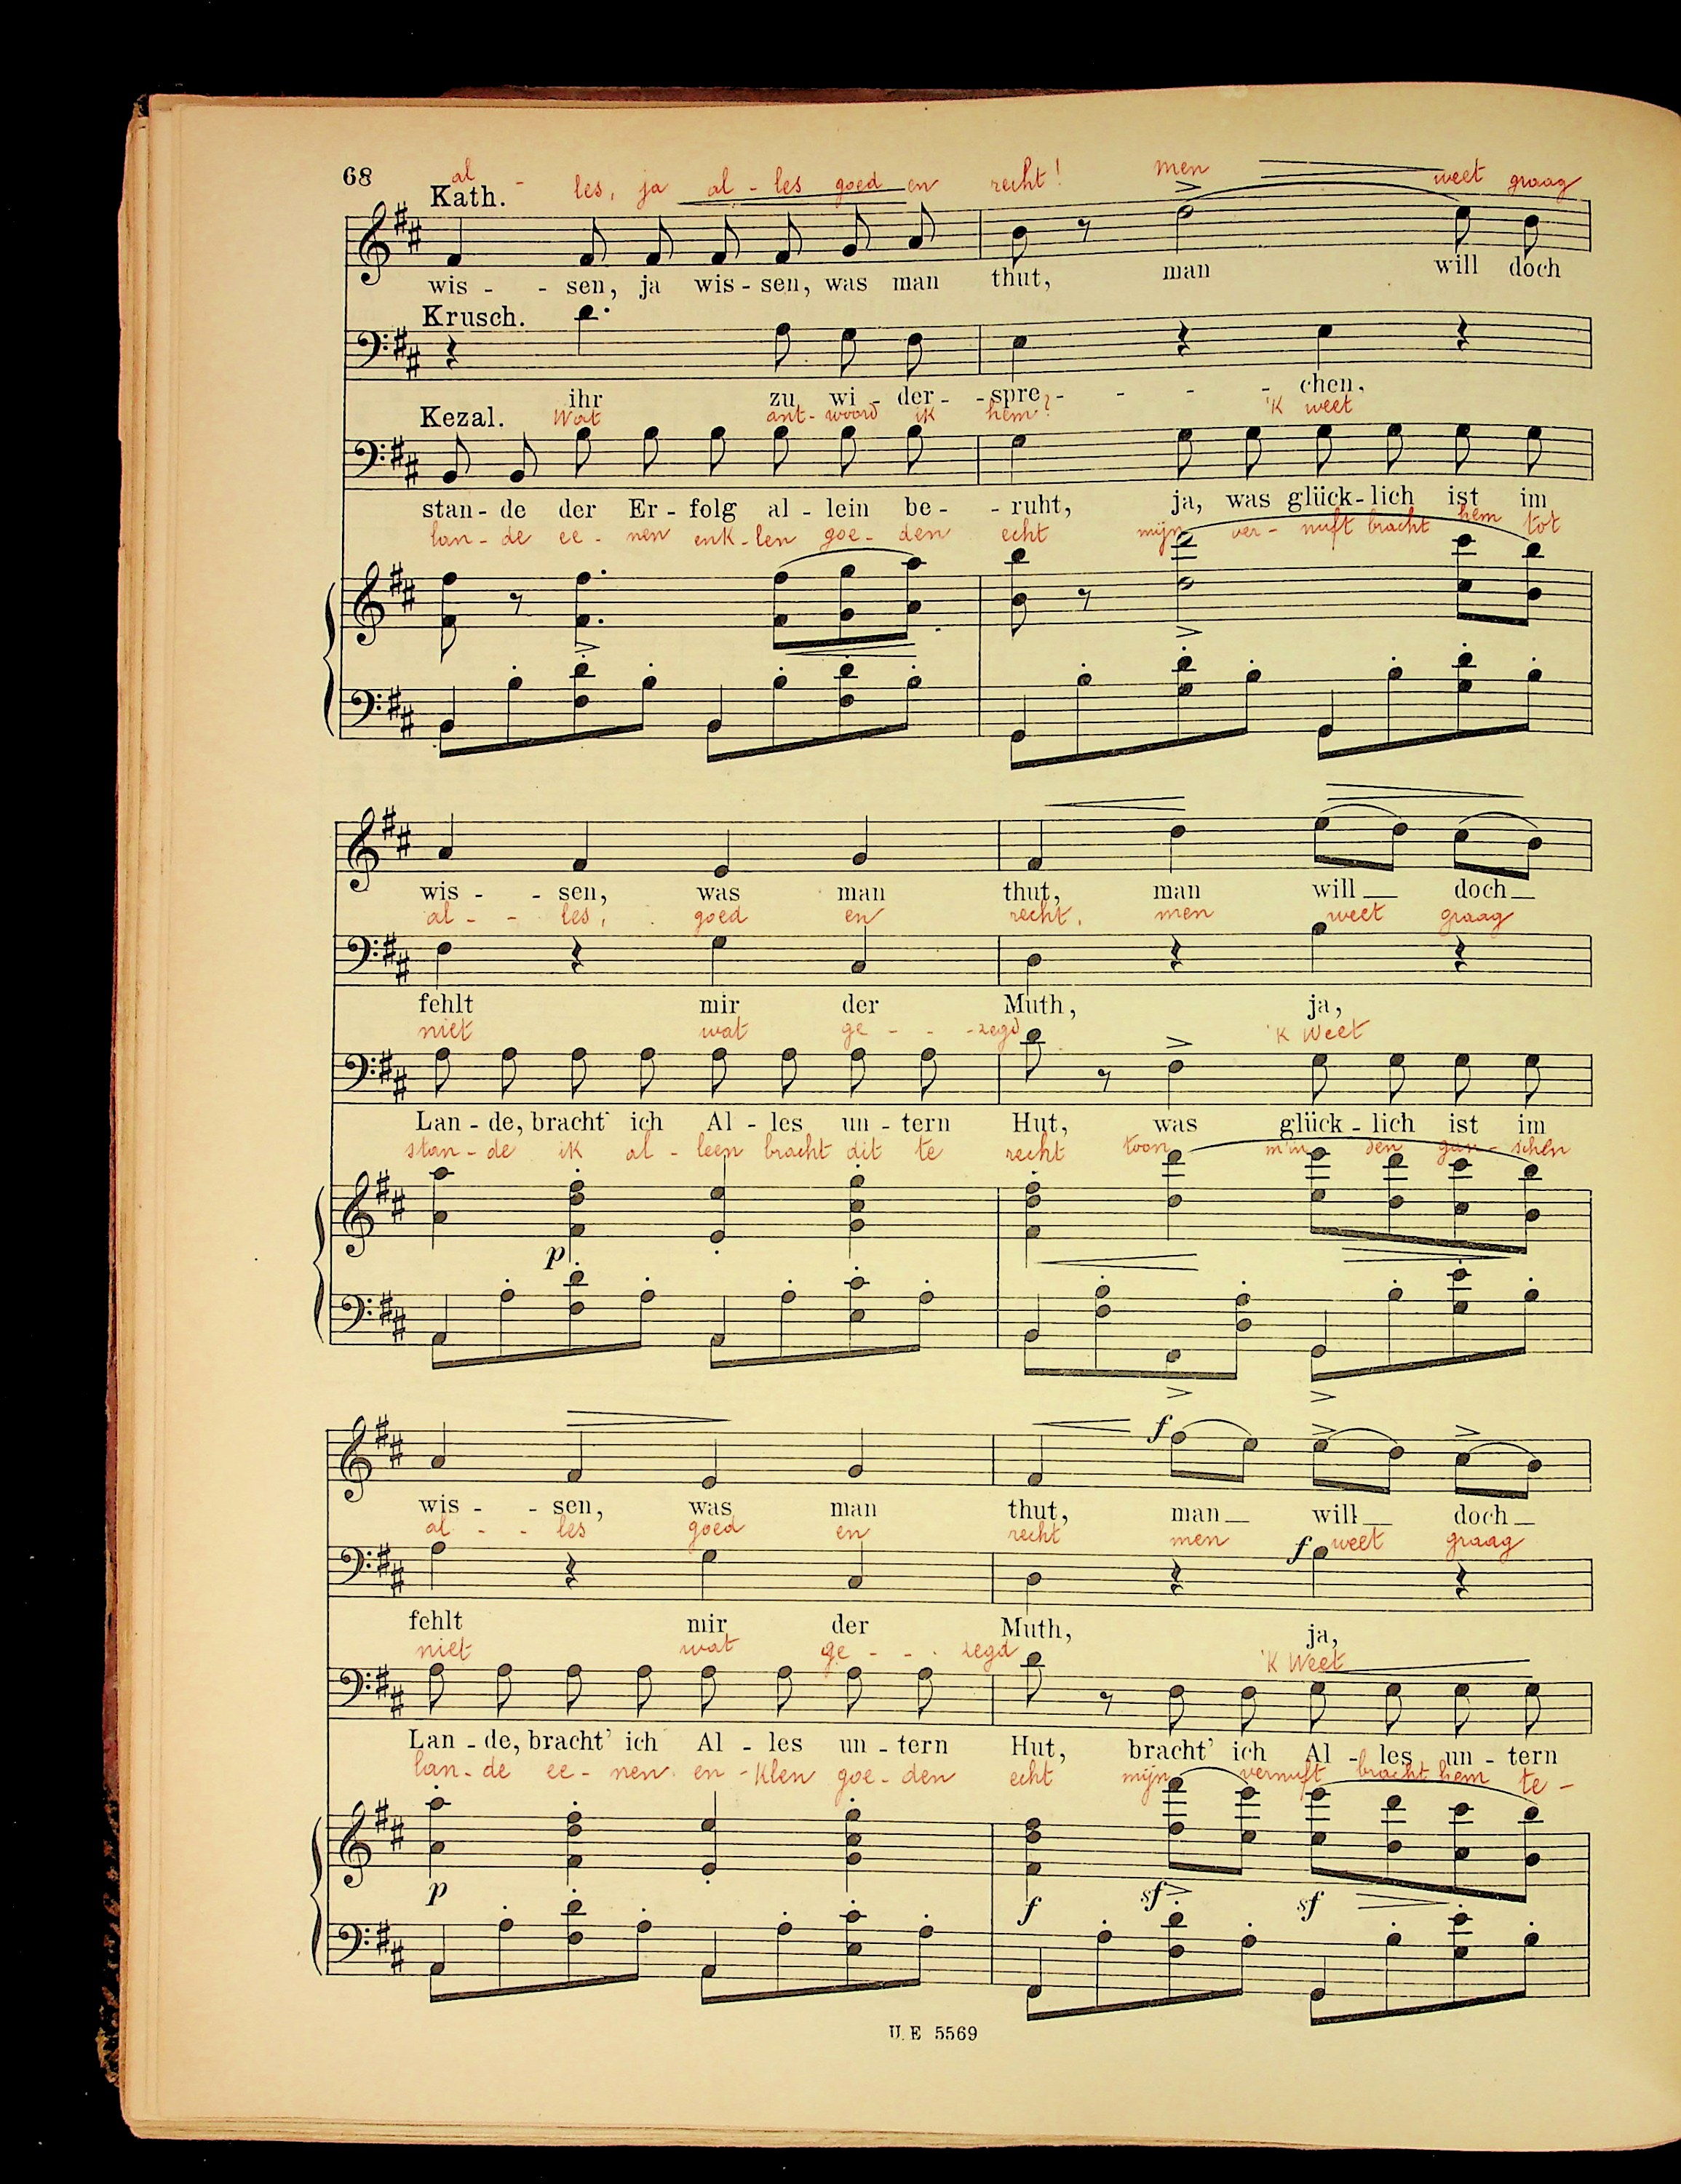 68
al - les, ja al - les goed en recht! men weet graag
Kath.
wis - - sen, ja wis - sen, was man thut, man will doch
Krusch.
ihr zu wi - der - - spre - - - - chen,
Wat ant - woord ik hem? 'K weet
Kezal.
stan - de der Er - folg al - lein be - - ruht, ja, was glück - lich ist im
lan - de ee - nen enk - len goe - den echt mijn ver - nuft bracht hem tot
wis - - sen, was man thut, man will doch
al - - les, goed en recht, men weet graag
fehlt mir der Muth, ja,
niet wat ge - - - zegd 'K Weet
Lan - de, bracht' ich Al - les un - tern Hut, was glück - lich ist im
stan - de ik al - leen bracht dit te recht toon den
p
f
wis - - sen, was man thut, man will doch
al - - les goed en recht men weet graag
f
fehlt mir der Muth, ja,
niet wat ge - - - zegd 'K Weet
Lan - de, bracht' ich Al - les un - tern Hut, bracht' ich Al - les un - tern
lan - de ee - nen en - klen goe - den echt mijn vernuft bracht hem te -
p f sf sf
U.E 5569